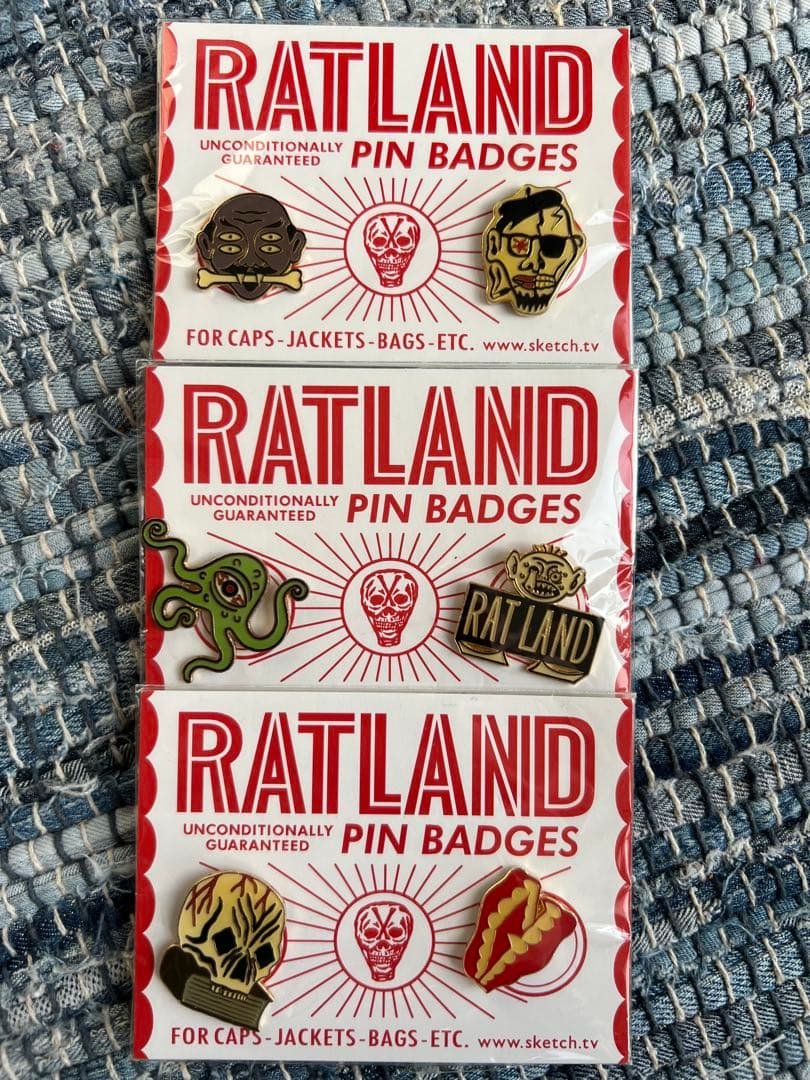 RATLAND
UNCONDITIONALLY
GUARANTEED
PIN BADGES
FOR CAPS-JACKETS-BAGS-ETC. www.sketch.tv
RATLAND
UNCONDITIONALLY
GUARANTEED
PIN BADGES
RAT LAND
RATLAND
UNCONDITIONALLY
GUARANTEED
PIN BADGES
FOR CAPS-JACKETS-BAGS-ETC. www.sketch.tv